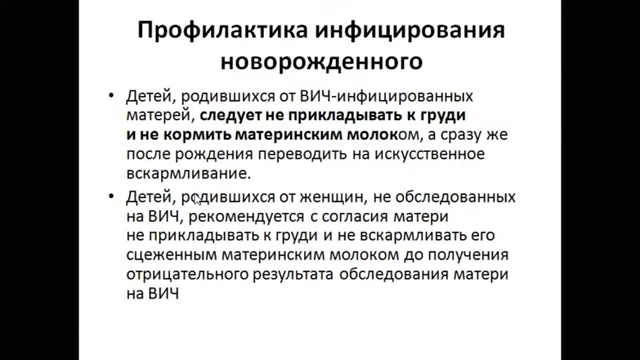 Профилактика инфицирования
новорожденного
• Детей, родившихся от ВИЧ-инфицированных
матерей, следует не прикладывать к груди
и не кормить материнским молоком, а сразу же
после рождения переводить на искусственное
вскармливание.
• Детей, родившихся от женщин, не обследованных
на ВИЧ, рекомендуется с согласия матери
не прикладывать к груди и не вскармливать его
сцеженным материнским молоком до получения
отрицательного результата обследования матери
на ВИЧ